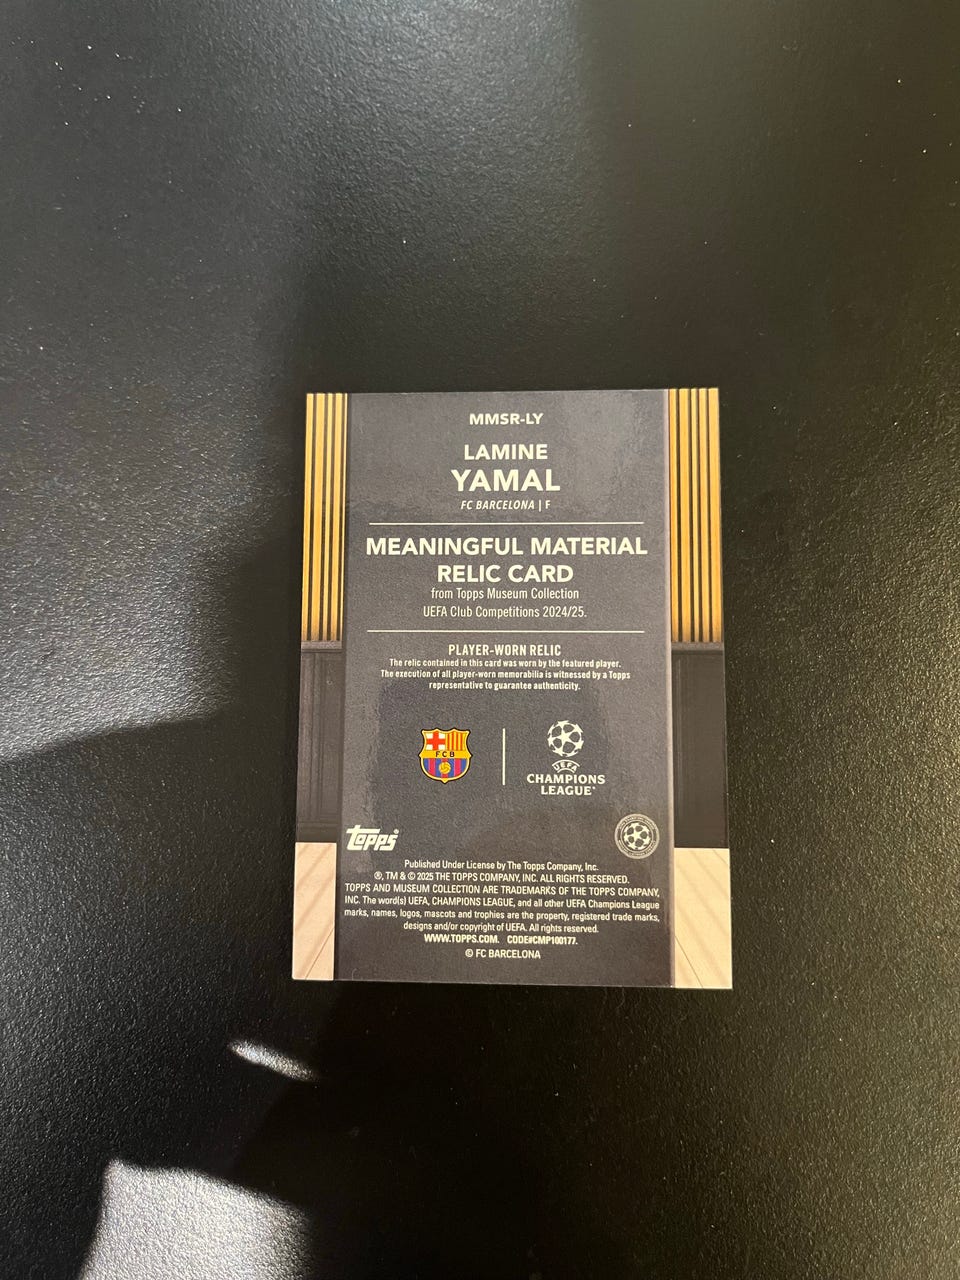 MMSR-LY
LAMINE
YAMAL
FC BARCELONA | F
MEANINGFUL MATERIAL
RELIC CARD
from Topps Museum Collection
UEFA Club Competitions 2024/25.
PLAYER-WORN RELIC
The relic contained in this card was worn by the featured player.
The execution of all player-worn memorabilia is witnessed by a Topps
representative to guarantee authenticity.
FCB
UEFA
CHAMPIONS
LEAGUE®
topps®
Published Under License by The Topps Company, Inc.
®, TM & © 2025 THE TOPPS COMPANY, INC. ALL RIGHTS RESERVED.
TOPPS AND MUSEUM COLLECTION ARE TRADEMARKS OF THE TOPPS COMPANY,
INC. The word(s) UEFA, CHAMPIONS LEAGUE, and all other UEFA Champions League
marks, names, logos, mascots and trophies are the property, registered trade marks,
designs and/or copyright of UEFA. All rights reserved.
WWW.TOPPS.COM. CODE#CMP100177.
© FC BARCELONA